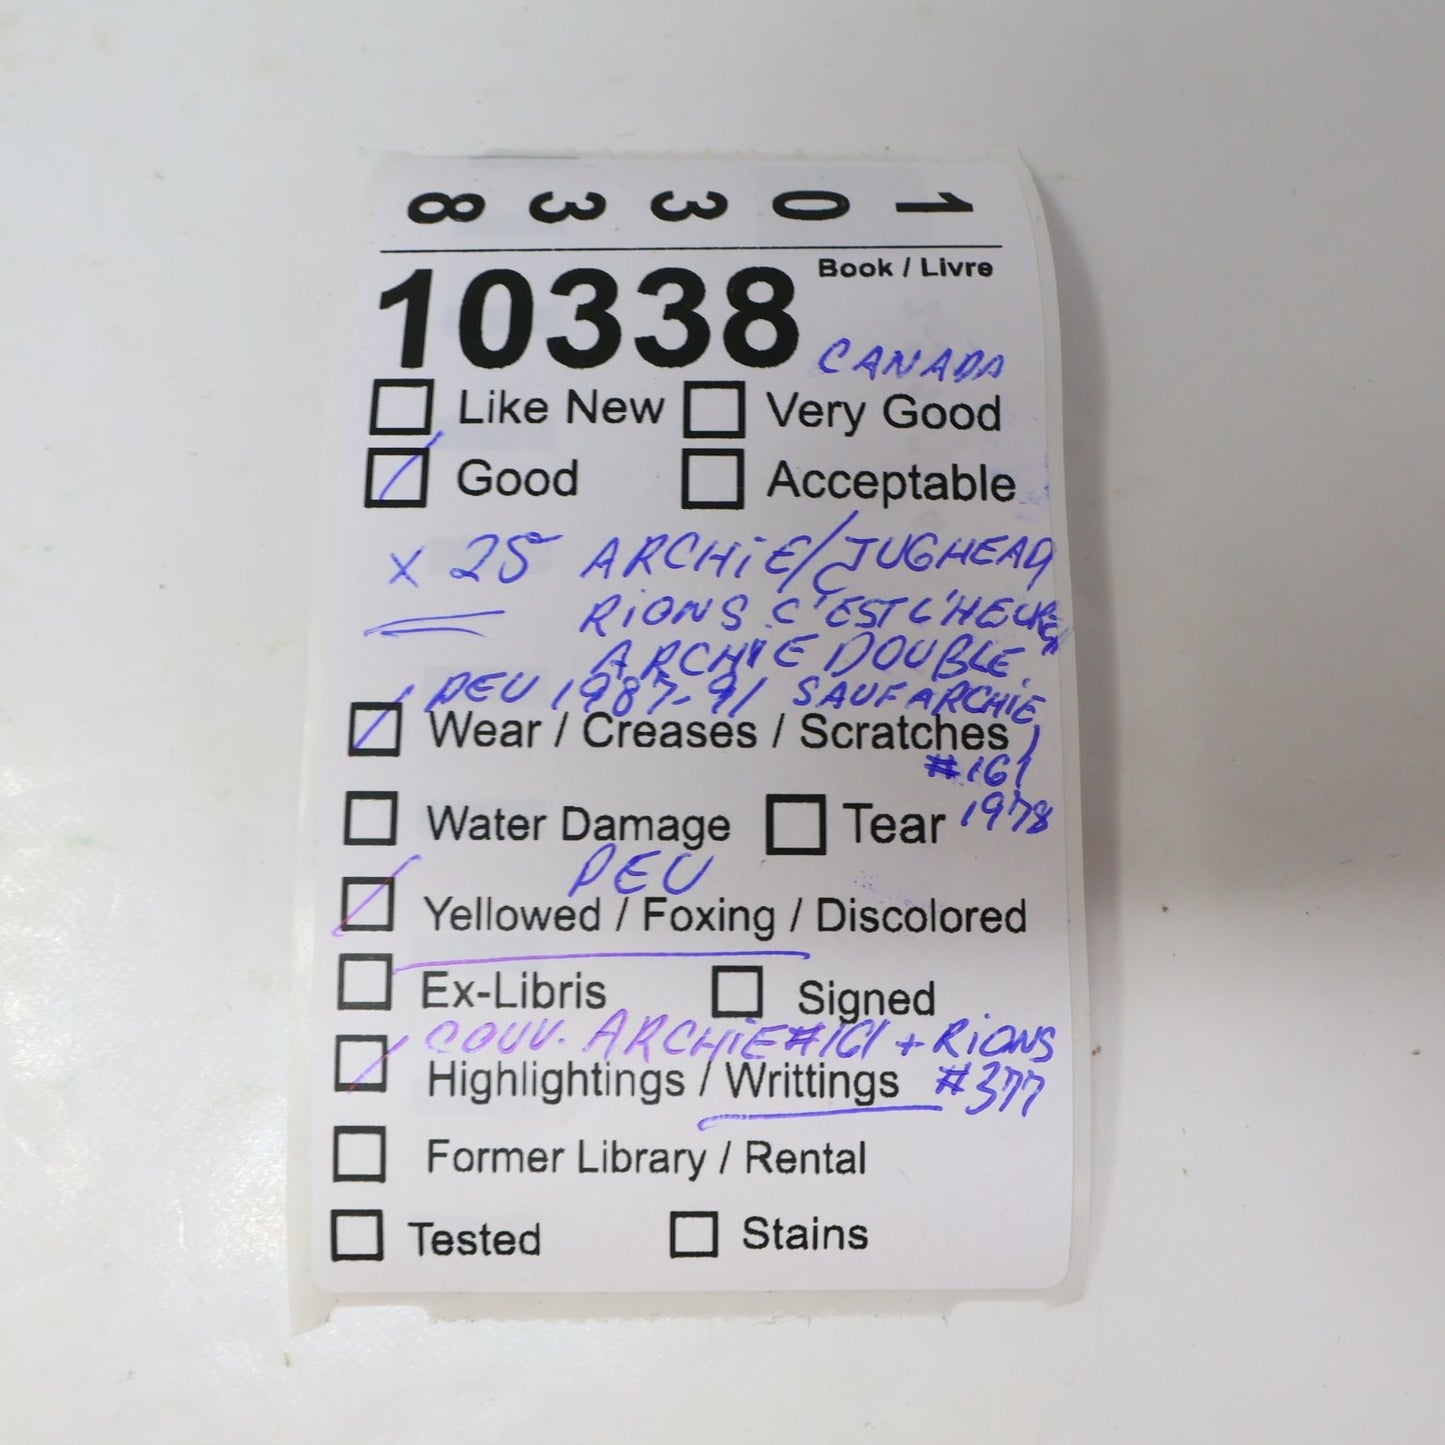 10338
Book / Livre
10338
CANADA
Like New Very Good
Good Acceptable
x 25 ARCHiE/JUGHEAD
RiONS C'EST L'HEURE
ARCHiE DOUBLE
PEU 1987-91 SAUF ARCHiE
Wear / Creases / Scratches
#161
Water Damage Tear 1978
PEU
Yellowed / Foxing / Discolored
Ex-Libris Signed
COUV. ARCHiE #161 + RiONS
Highlightings / Writtings #377
Former Library / Rental
Tested Stains